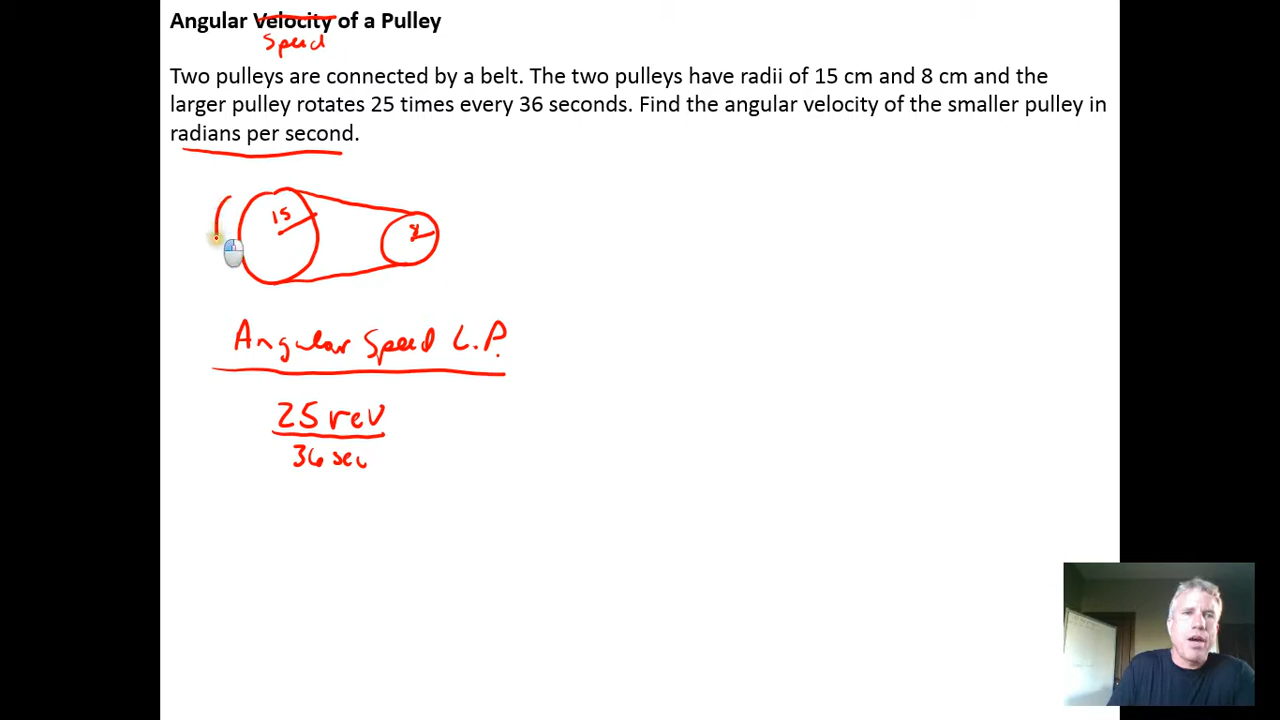 Angular Velocity of a Pulley
Speed
Two pulleys are connected by a belt. The two pulleys have radii of 15 cm and 8 cm and the
larger pulley rotates 25 times every 36 seconds. Find the angular velocity of the smaller pulley in
radians per second.
15
8
Angular Speed L.P.
25 rev
36 sec